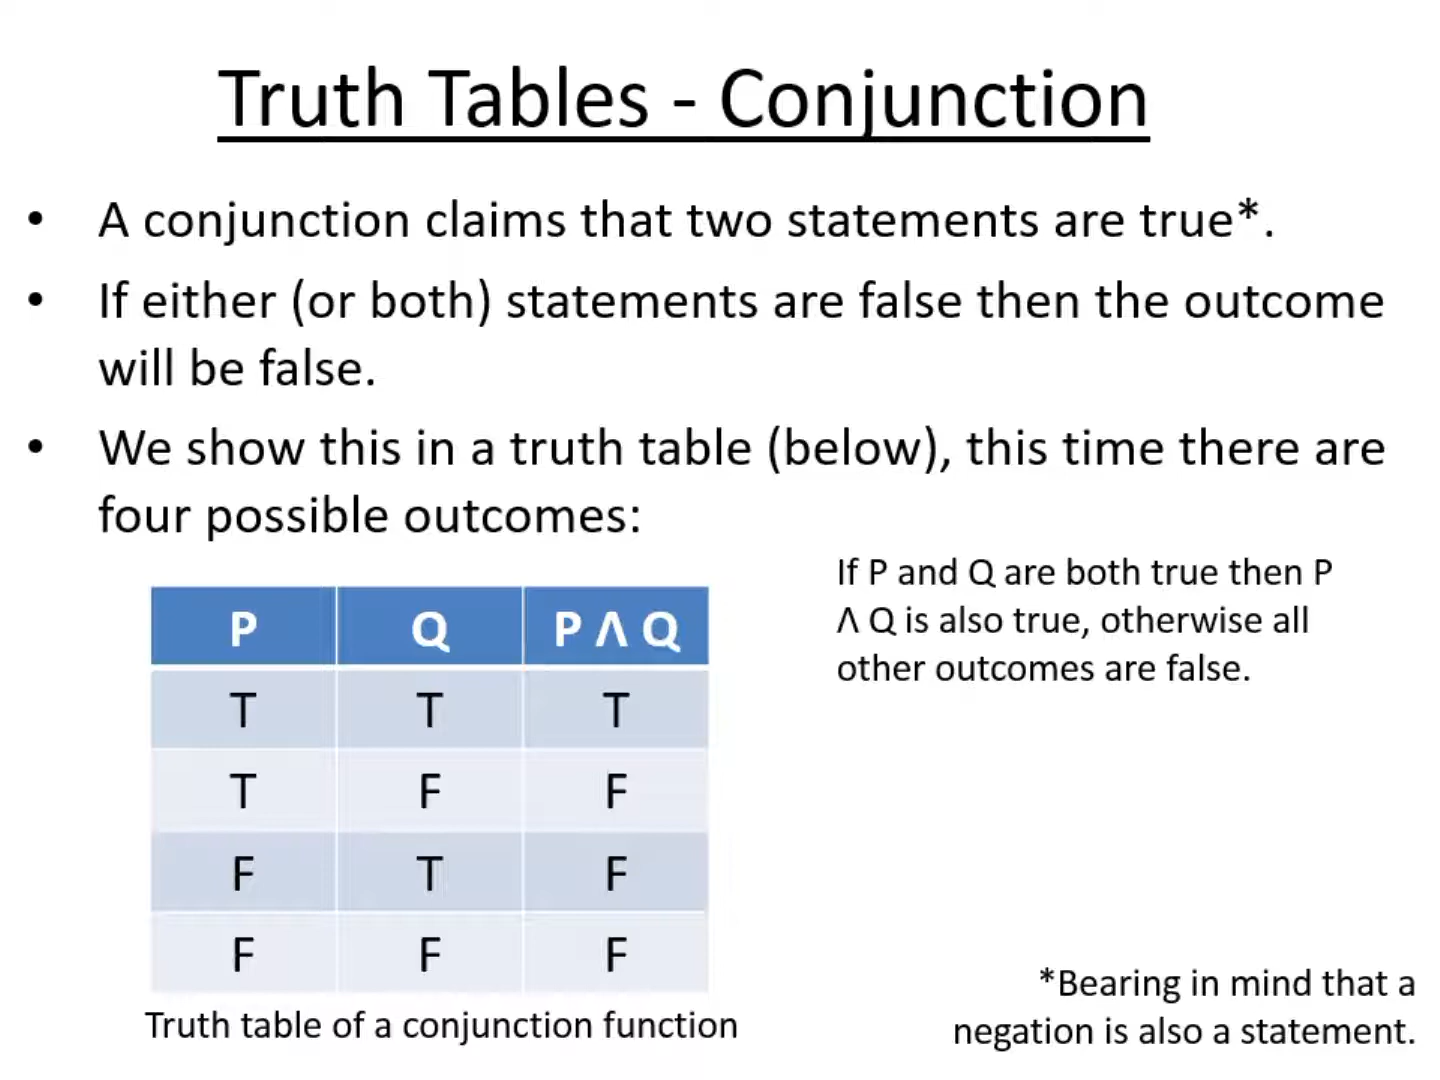 Truth Tables - Conjunction
• A conjunction claims that two statements are true*.
• If either (or both) statements are false then the outcome
will be false.
• We show this in a truth table (below), this time there are
four possible outcomes:
If P and Q are both true then P
Λ Q is also true, otherwise all
other outcomes are false.
P Q P Λ Q
T T T
T F F
F T F
F F F
Truth table of a conjunction function
*Bearing in mind that a
negation is also a statement.